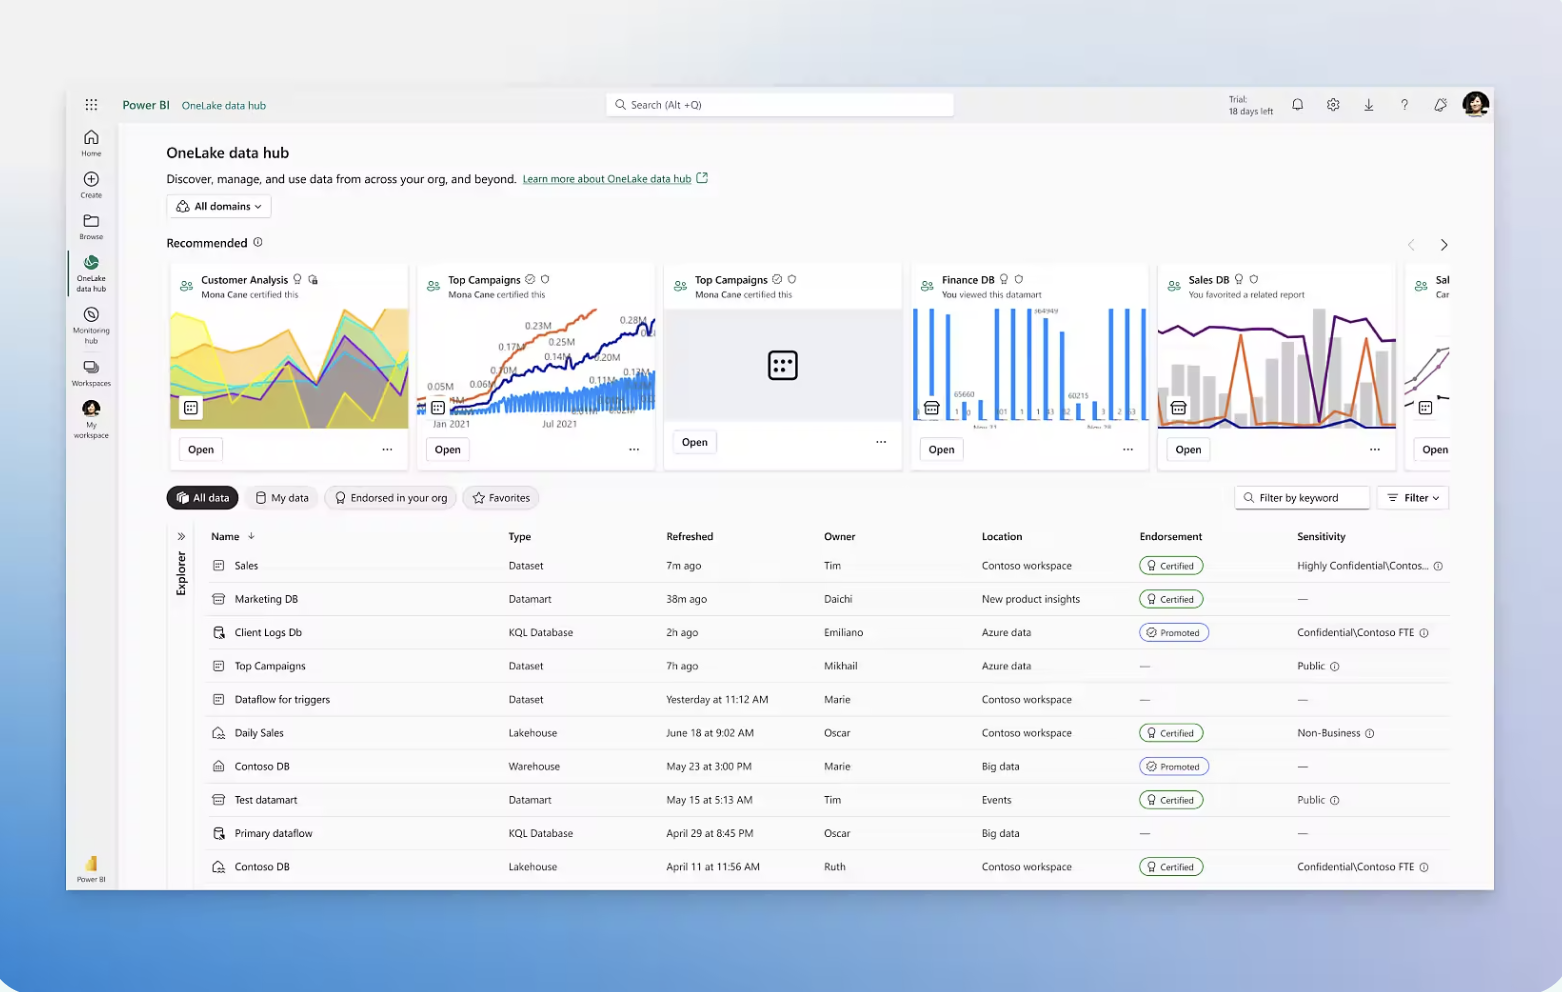 Power BI OneLake data hub
Search (Alt +Q)
Trial:
18 days left
Home
Create
Browse
OneLake
data hub
Monitoring
hub
Workspaces
My
workspace
Power BI
OneLake data hub
Discover, manage, and use data from across your org, and beyond. Learn more about OneLake data hub
All domains
Recommended
Customer Analysis
Mona Cane certified this
Open
Top Campaigns
Mona Cane certified this
0.28M
0.23M
0.25M
0.17M
0.14M
0.20M
0.10M
0.12M
0.05M
0.06M
0.11M
Jan 2021 Jul 2021
Open
Top Campaigns
Mona Cane certified this
Open
Finance DB
You viewed this datamart
364949
65660
60215
Open
Sales DB
You favorited a related report
Open
Sal
Car
Open
All data My data Endorsed in your org Favorites
Filter by keyword Filter
Explorer
Name Type Refreshed Owner Location Endorsement Sensitivity
Sales Dataset 7m ago Tim Contoso workspace Certified Highly Confidential\Contos...
Marketing DB Datamart 38m ago Daichi New product insights Certified —
Client Logs Db KQL Database 2h ago Emiliano Azure data Promoted Confidential\Contoso FTE
Top Campaigns Dataset 7h ago Mikhail Azure data — Public
Dataflow for triggers Dataset Yesterday at 11:12 AM Marie Contoso workspace — —
Daily Sales Lakehouse June 18 at 9:02 AM Oscar Contoso workspace Certified Non-Business
Contoso DB Warehouse May 23 at 3:00 PM Marie Big data Promoted —
Test datamart Datamart May 15 at 5:13 AM Tim Events Certified Public
Primary dataflow KQL Database April 29 at 8:45 PM Oscar Big data — —
Contoso DB Lakehouse April 11 at 11:56 AM Ruth Contoso workspace Certified Confidential\Contoso FTE